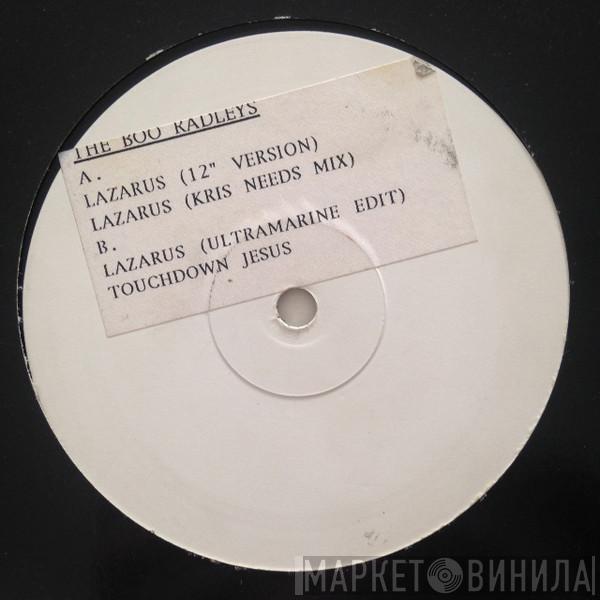 THE BOO RADLEYS
A.
LAZARUS (12" VERSION)
LAZARUS (KRIS NEEDS MIX)
B.
LAZARUS (ULTRAMARINE EDIT)
TOUCHDOWN JESUS
МАРКЕТ ВИНИЛА